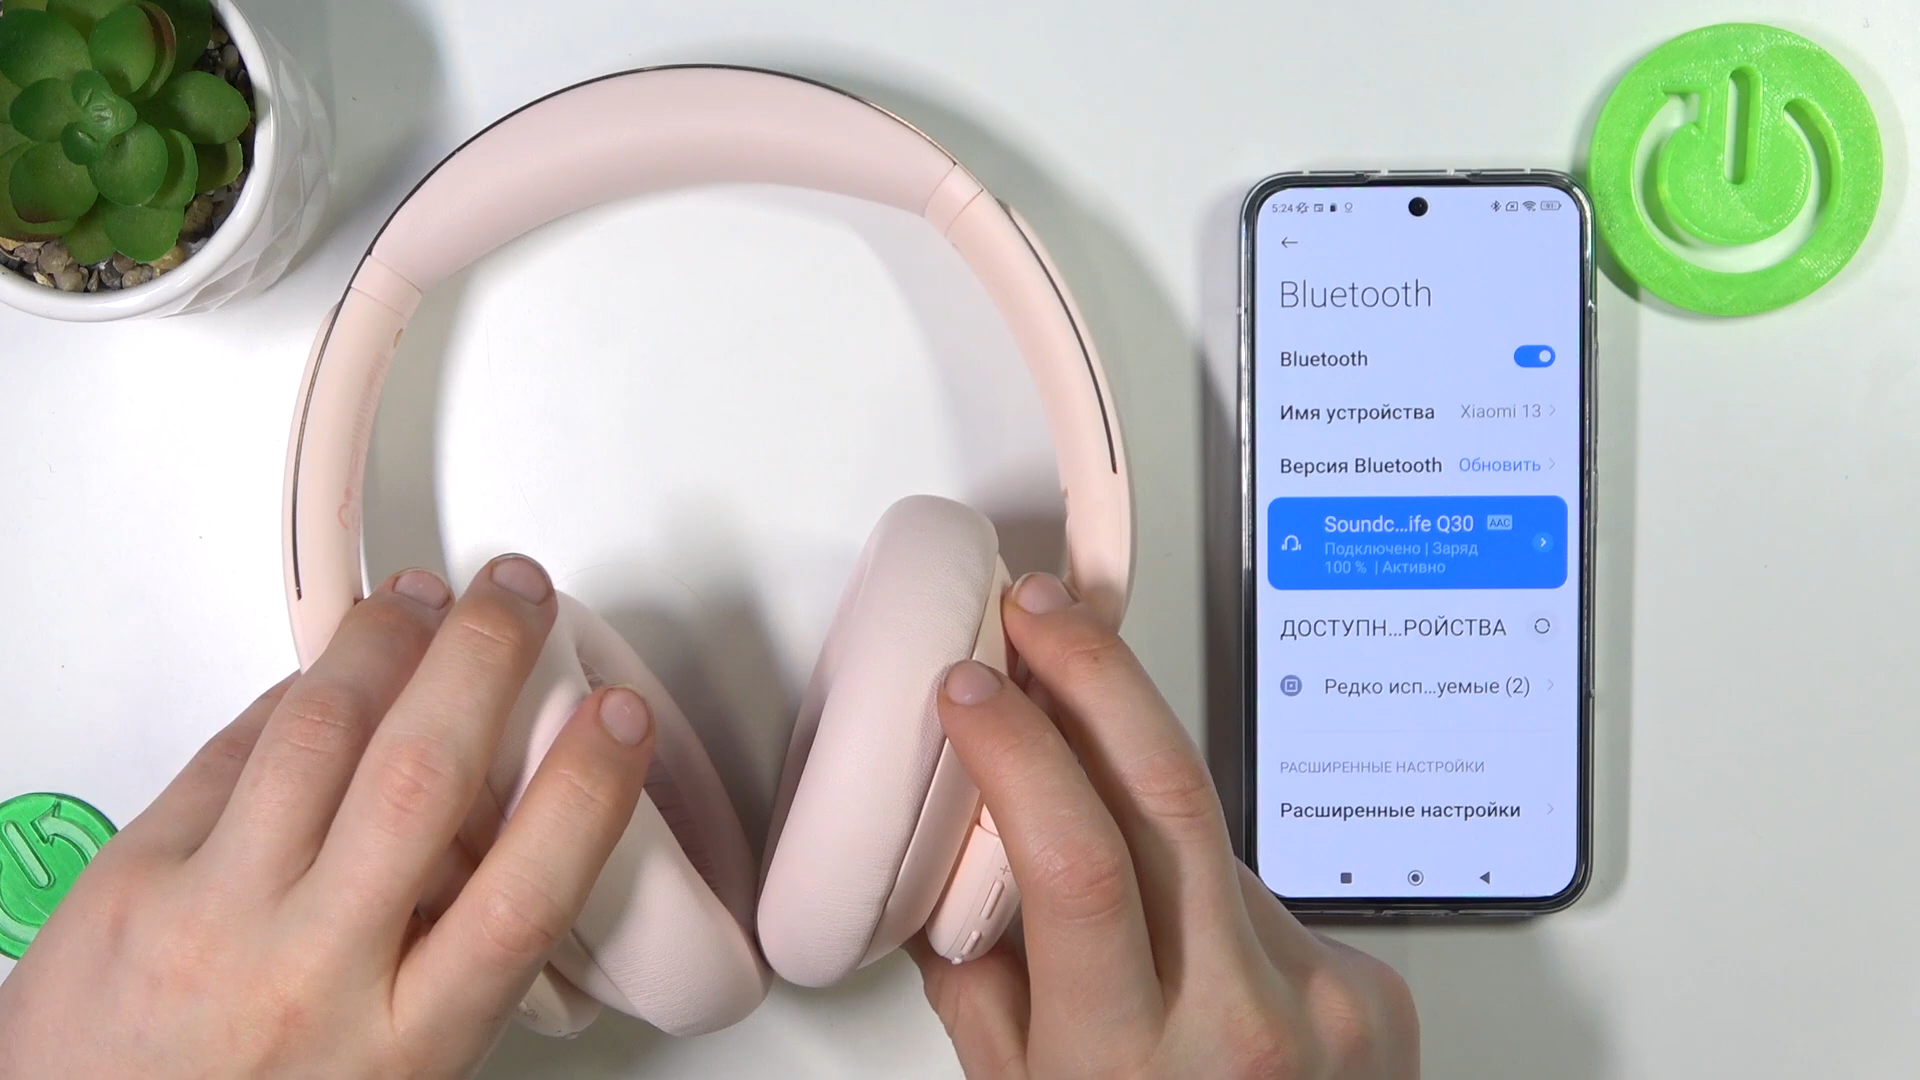 5:24
Bluetooth
Bluetooth
Имя устройства Xiaomi 13
Версия Bluetooth Обновить
Soundc...ife Q30 AAC
Подключено | Заряд
100 % | Активно
ДОСТУПН...РОЙСТВА
Редко исп...уемые (2)
РАСШИРЕННЫЕ НАСТРОЙКИ
Расширенные настройки